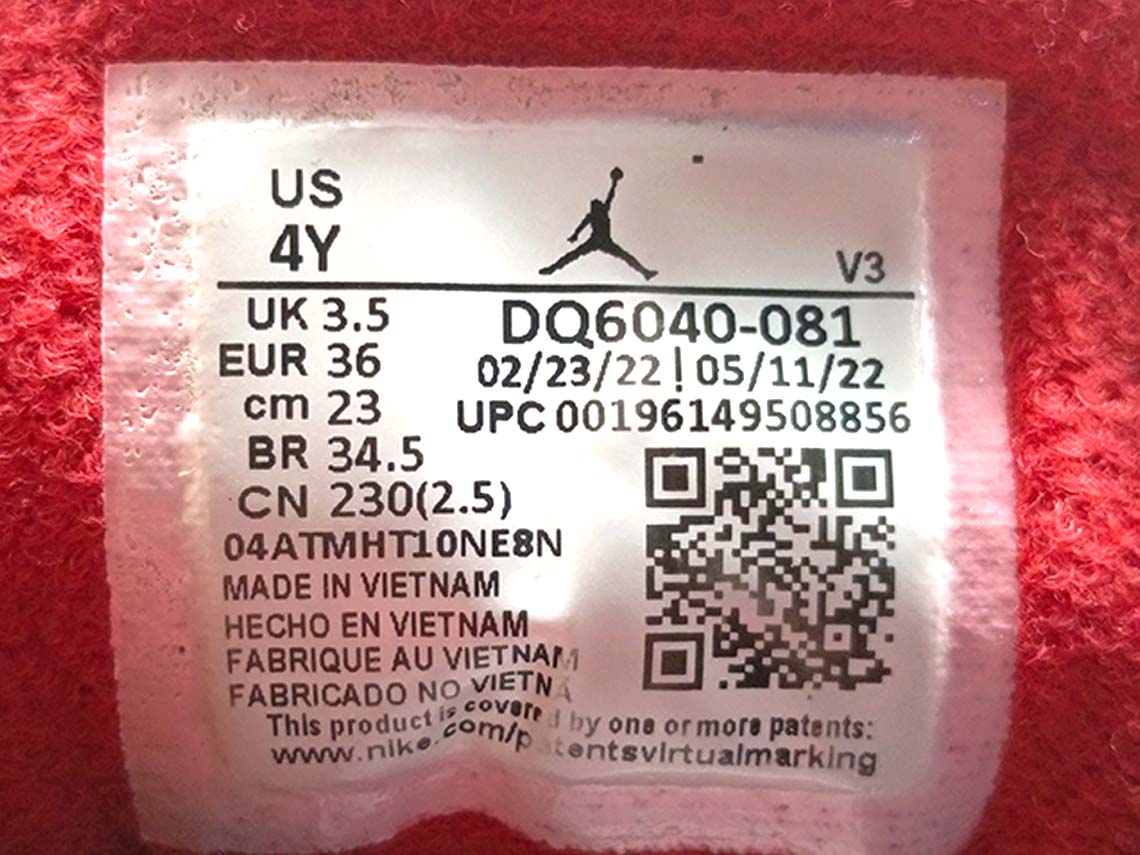 US
4Y
V3
UK 3.5
EUR 36
cm 23
BR 34.5
CN 230(2.5)
DQ6040-081
02/23/22 | 05/11/22
UPC 00196149508856
04ATMHT10NE8N
MADE IN VIETNAM
HECHO EN VIETNAM
FABRIQUE AU VIETNAM
FABRICADO NO VIETNA
This product is covered by one or more patents:
www.nike.com/patentsvirtualmarking